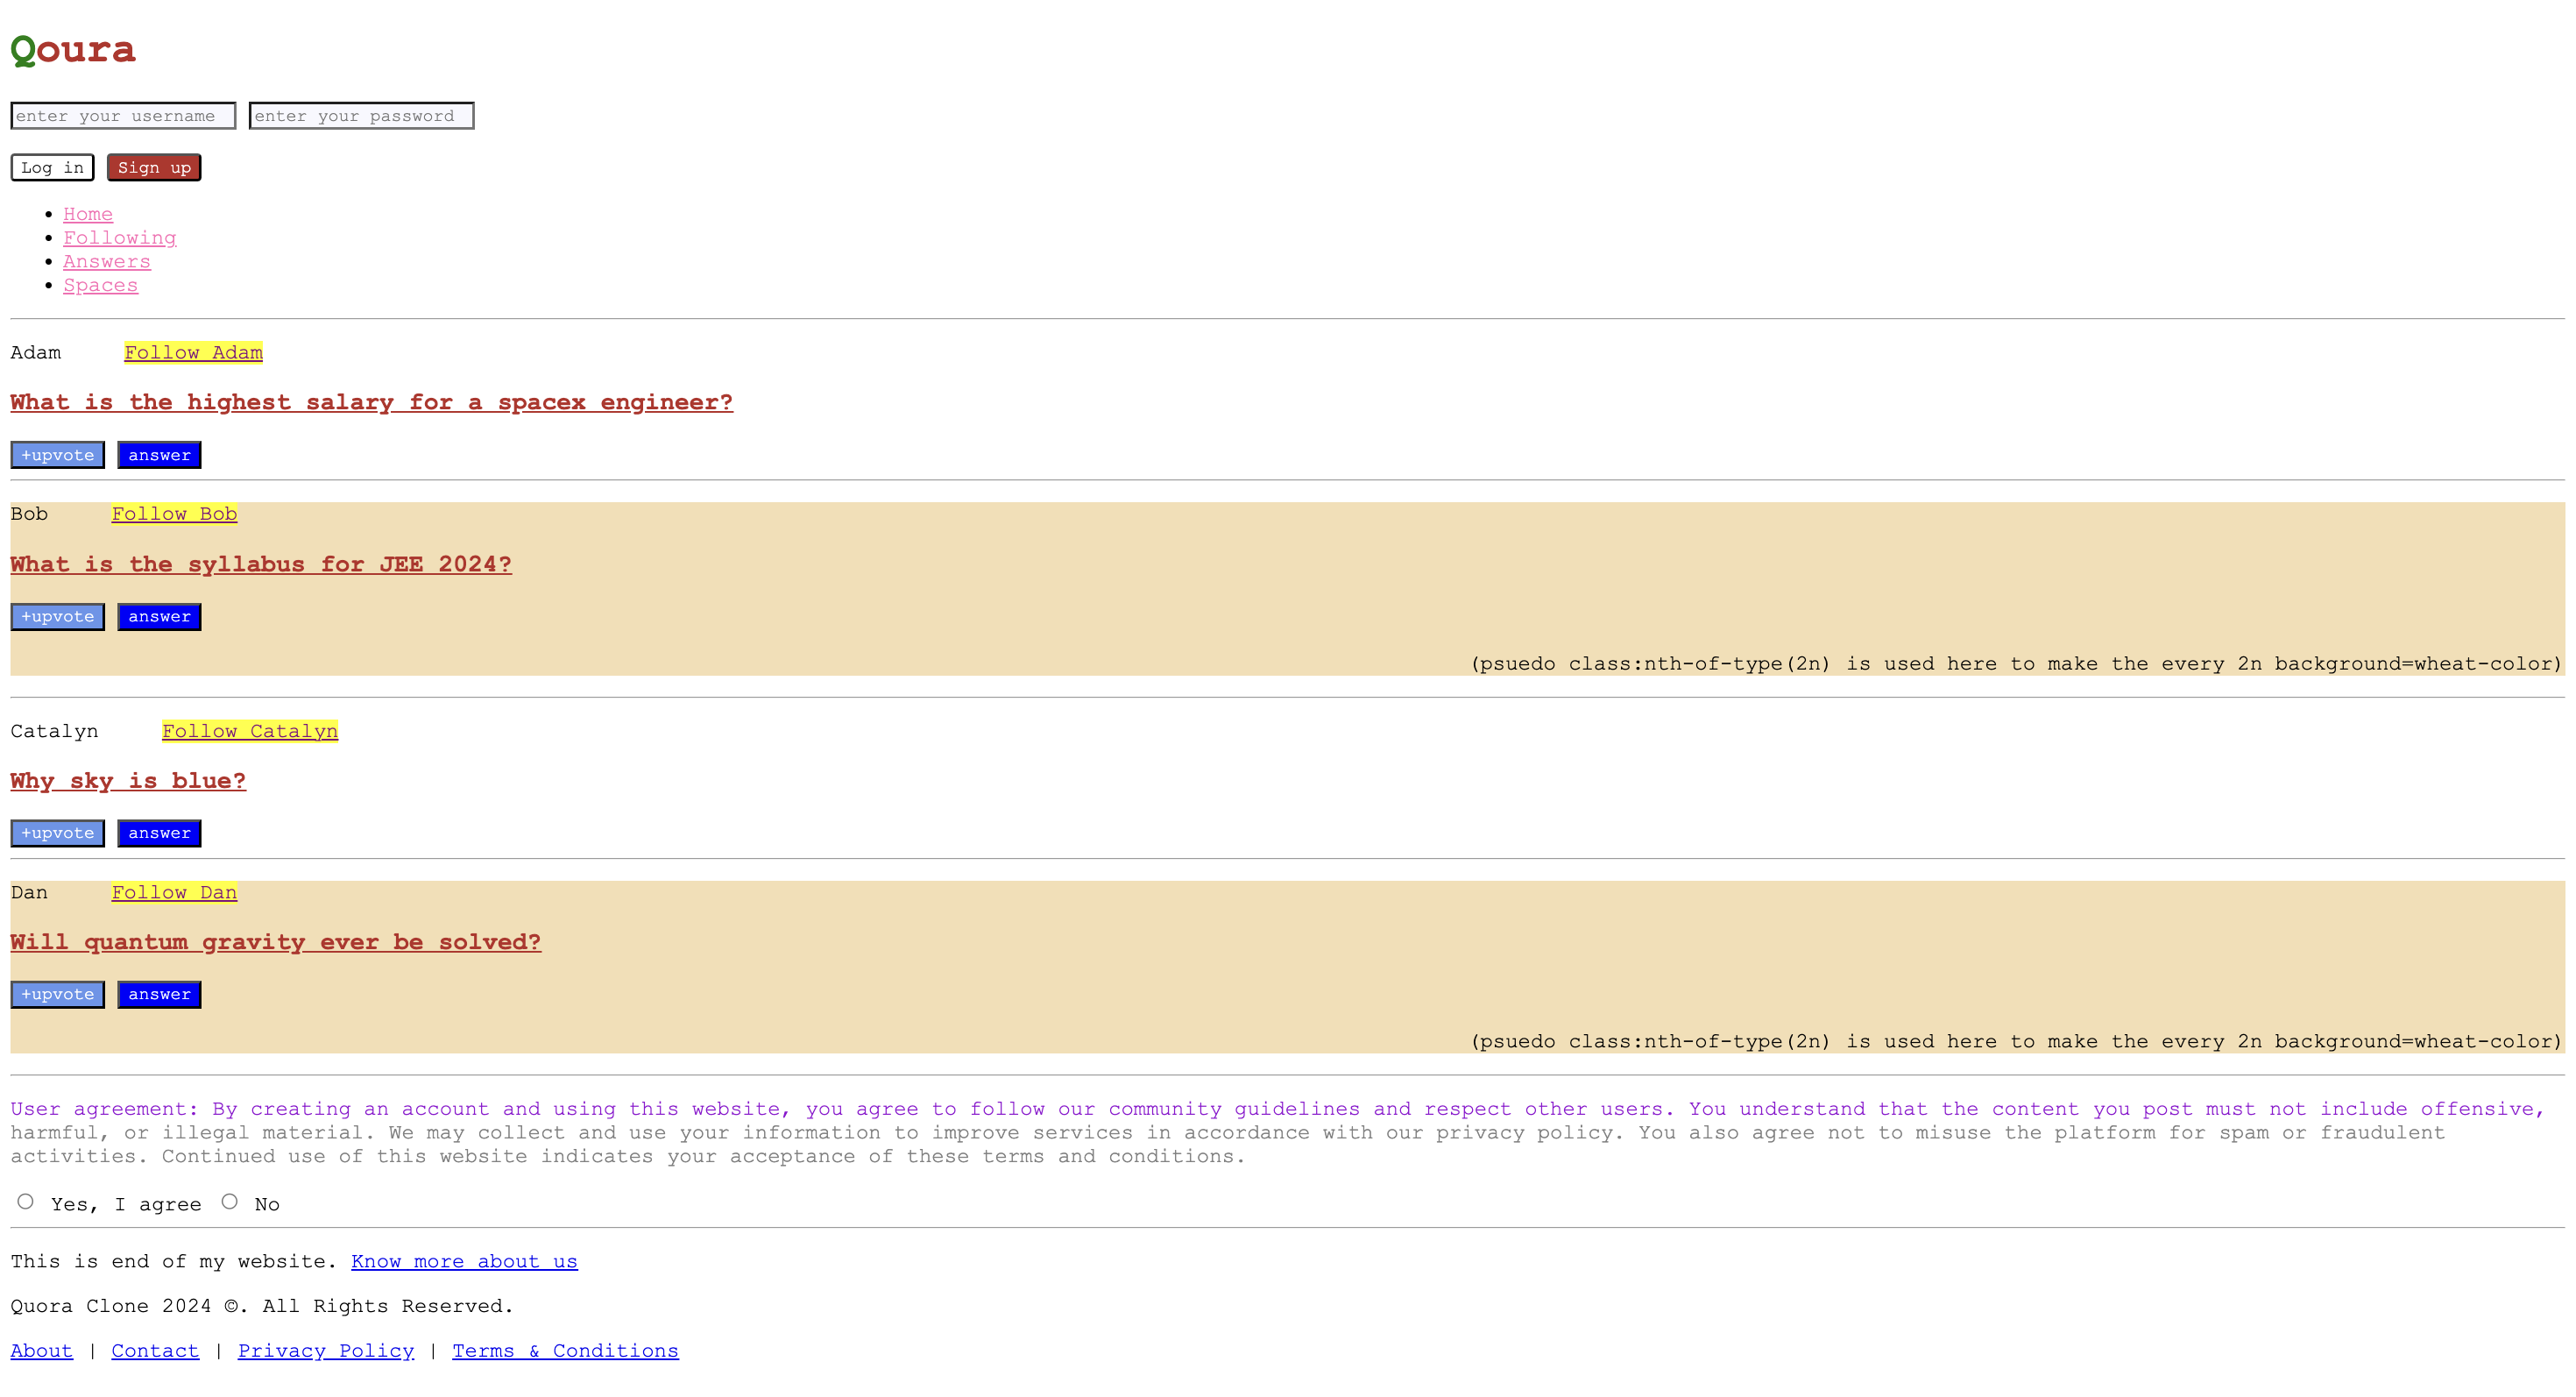 Qoura
enter your username enter your password
Log in Sign up
Home
Following
Answers
Spaces
Adam Follow Adam
What is the highest salary for a spacex engineer?
+upvote answer
Bob Follow Bob
What is the syllabus for JEE 2024?
+upvote answer
(psuedo class:nth-of-type(2n) is used here to make the every 2n background=wheat-color)
Catalyn Follow Catalyn
Why sky is blue?
+upvote answer
Dan Follow Dan
Will quantum gravity ever be solved?
+upvote answer
(psuedo class:nth-of-type(2n) is used here to make the every 2n background=wheat-color)
User agreement: By creating an account and using this website, you agree to follow our community guidelines and respect other users. You understand that the content you post must not include offensive,
harmful, or illegal material. We may collect and use your information to improve services in accordance with our privacy policy. You also agree not to misuse the platform for spam or fraudulent
activities. Continued use of this website indicates your acceptance of these terms and conditions.
Yes, I agree No
This is end of my website. Know more about us
Quora Clone 2024 ©. All Rights Reserved.
About | Contact | Privacy Policy | Terms & Conditions